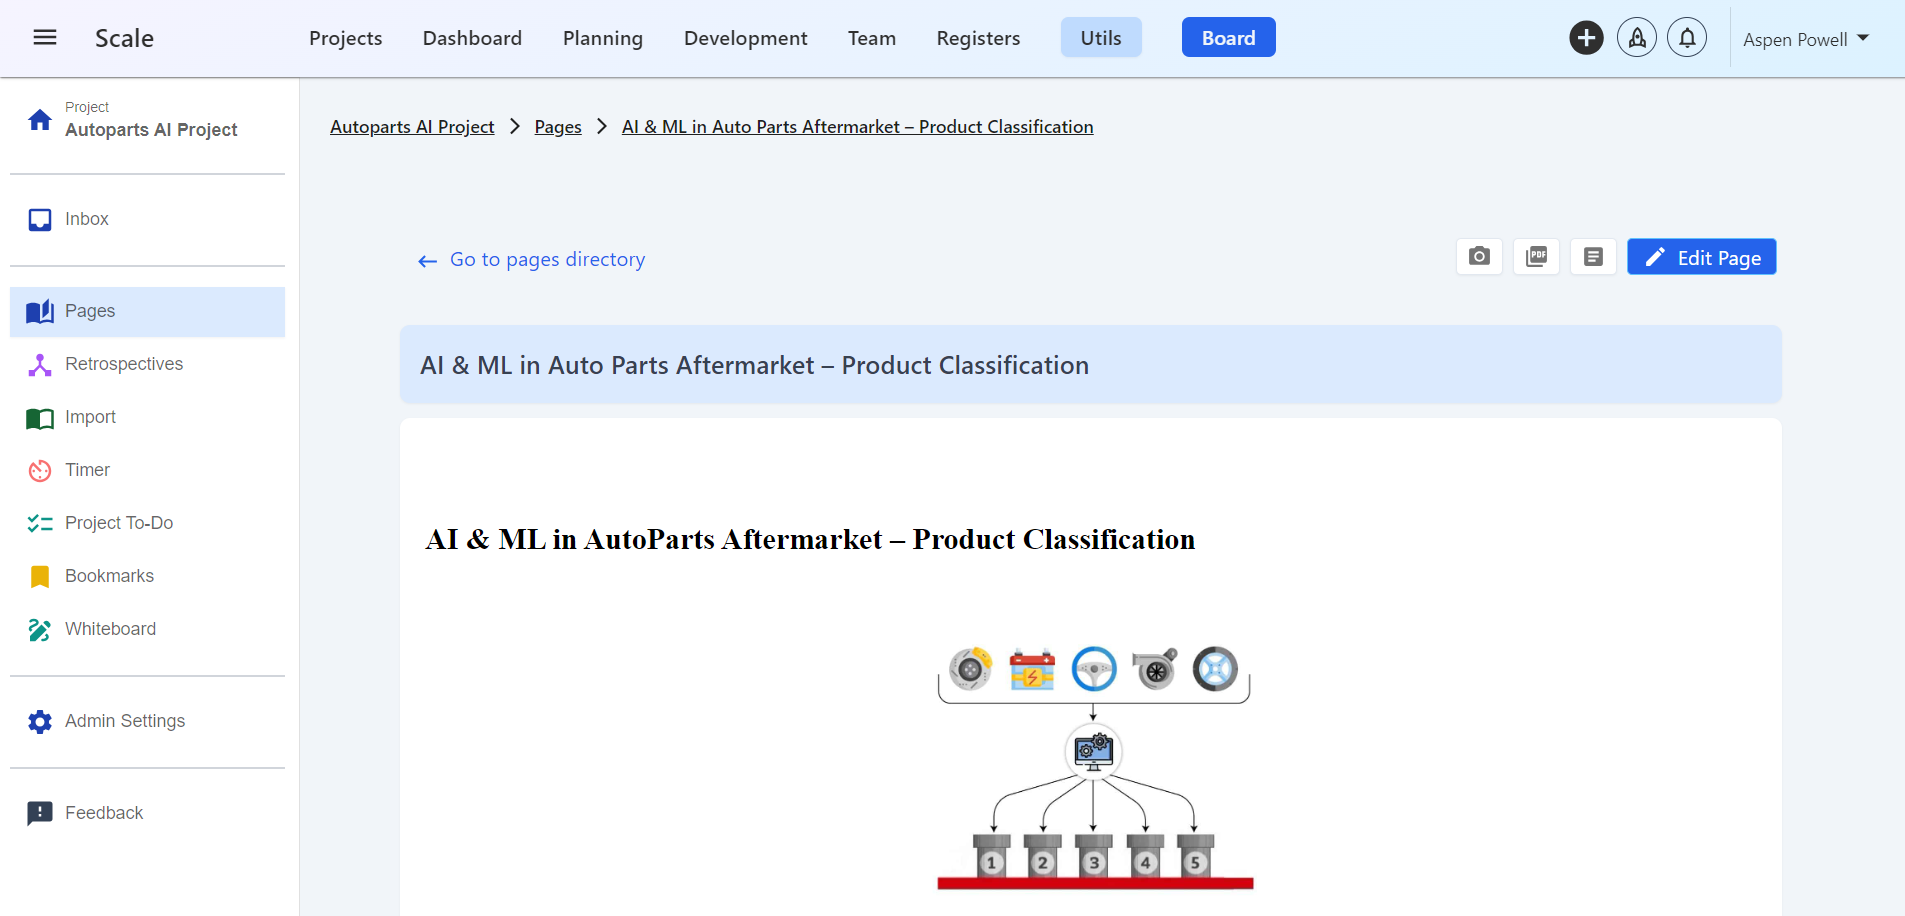 Scale
Projects Dashboard Planning Development Team Registers Utils Board
Aspen Powell
Project
Autoparts AI Project
Inbox
Pages
Retrospectives
Import
Timer
Project To-Do
Bookmarks
Whiteboard
Admin Settings
Feedback
Autoparts AI Project Pages AI & ML in Auto Parts Aftermarket – Product Classification
Go to pages directory
PDF
Edit Page
AI & ML in Auto Parts Aftermarket – Product Classification
AI & ML in AutoParts Aftermarket – Product Classification
1 2 3 4 5